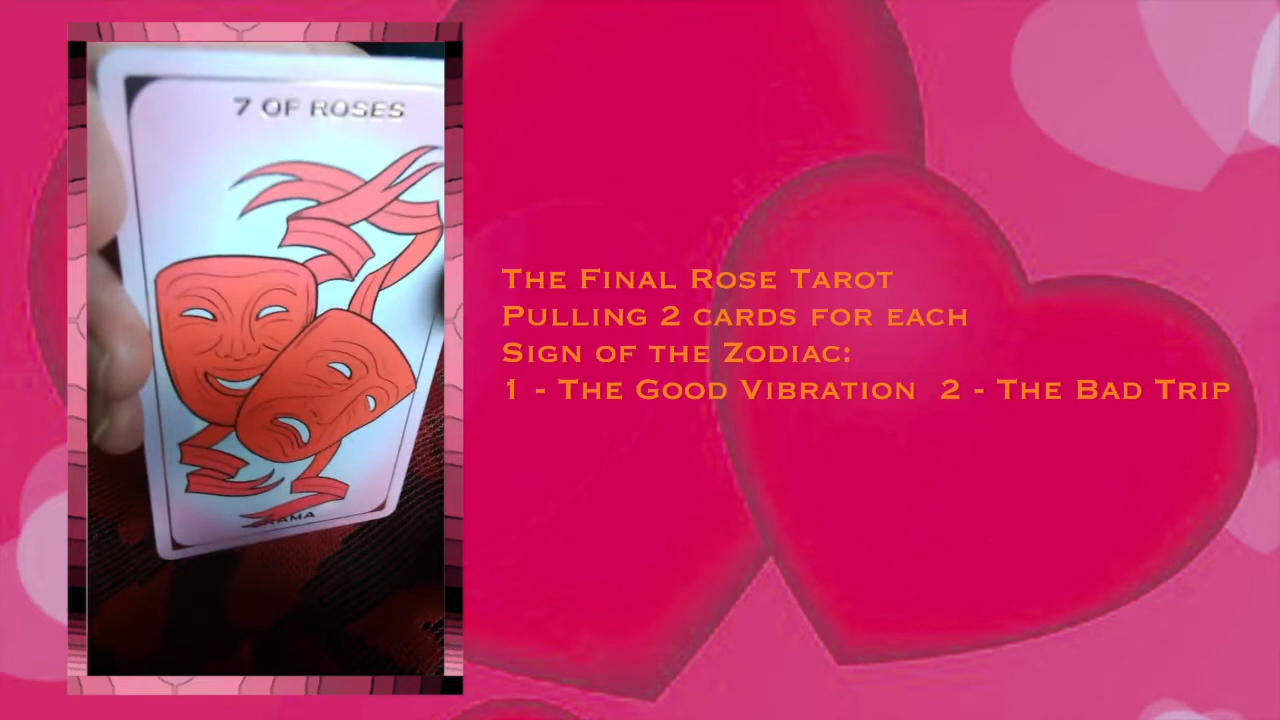 7 OF ROSES
DRAMA
The Final Rose Tarot
Pulling 2 cards for each
Sign of the Zodiac:
1 - The Good Vibration 2 - The Bad Trip